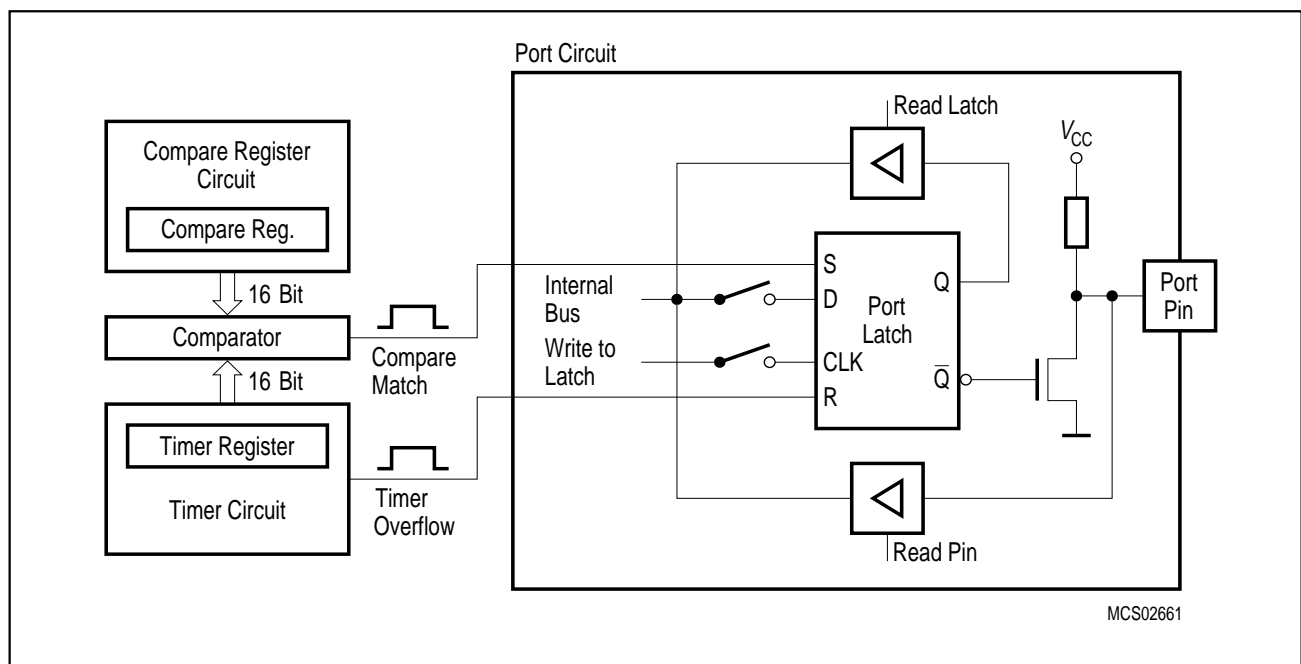 Port Circuit
Compare Register
Circuit
Compare Reg.
16 Bit
Comparator
16 Bit
Timer Register
Timer Circuit
Compare
Match
Timer
Overflow
Read Latch
VCC
Internal
Bus
Write to
Latch
S
D
CLK
R
Port
Latch
Q
Q̅
Port
Pin
Read Pin
MCS02661